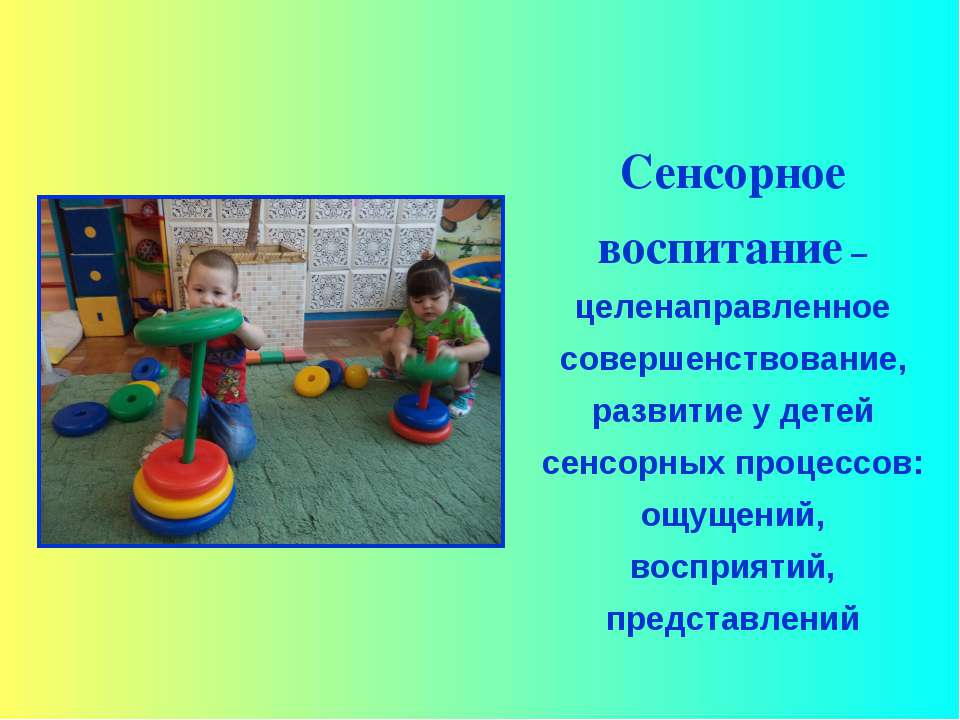 Сенсорное
воспитание –
целенаправленное
совершенствование,
развитие у детей
сенсорных процессов:
ощущений,
восприятий,
представлений